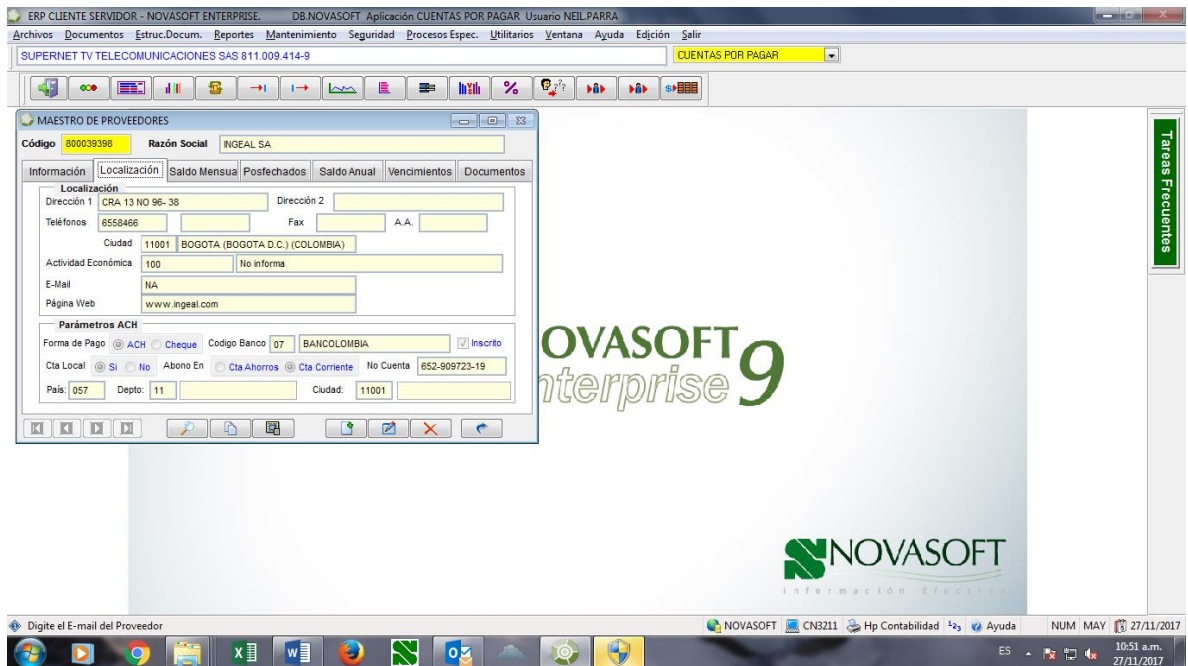 ERP CLIENTE SERVIDOR - NOVASOFT ENTERPRISE. DB.NOVASOFT Aplicación CUENTAS POR PAGAR Usuario NEIL.PARRA
Archivos Documentos Estruc.Docum. Reportes Mantenimiento Seguridad Procesos Espec. Utilitarios Ventana Ayuda Edjción Salir
SUPERNET TV TELECOMUNICACIONES SAS 811.009.414-9 CUENTAS POR PAGAR
MAESTRO DE PROVEEDORES
Código 800039398 Razón Social INGEAL SA
Información Localización Saldo Mensua Posfechados Saldo Anual Vencimientos Documentos
Localización
Dirección 1 CRA 13 NO 96- 38 Dirección 2
Teléfonos 6558466 Fax A.A.
Ciudad 11001 BOGOTA (BOGOTA D.C.) (COLOMBIA)
Actividad Económica 100 No informa
E-Mail NA
Página Web www.ingeal.com
Parámetros ACH
Forma de Pago ACH Cheque Codigo Banco 07 BANCOLOMBIA Inscrito
Cta Local Si No Abono En Cta Ahorros Cta Corriente No Cuenta 652-909723-19
País: 057 Depto: 11 Ciudad: 11001
Tareas Frecuentes
OVASOFT 9
nterprise
NOVASOFT
Información Efectiva
Digite el E-mail del Proveedor NOVASOFT CN3211 Hp Contabilidad 123 Ayuda NUM MAY 27/11/2017
ES 10:51 a.m.
27/11/2017